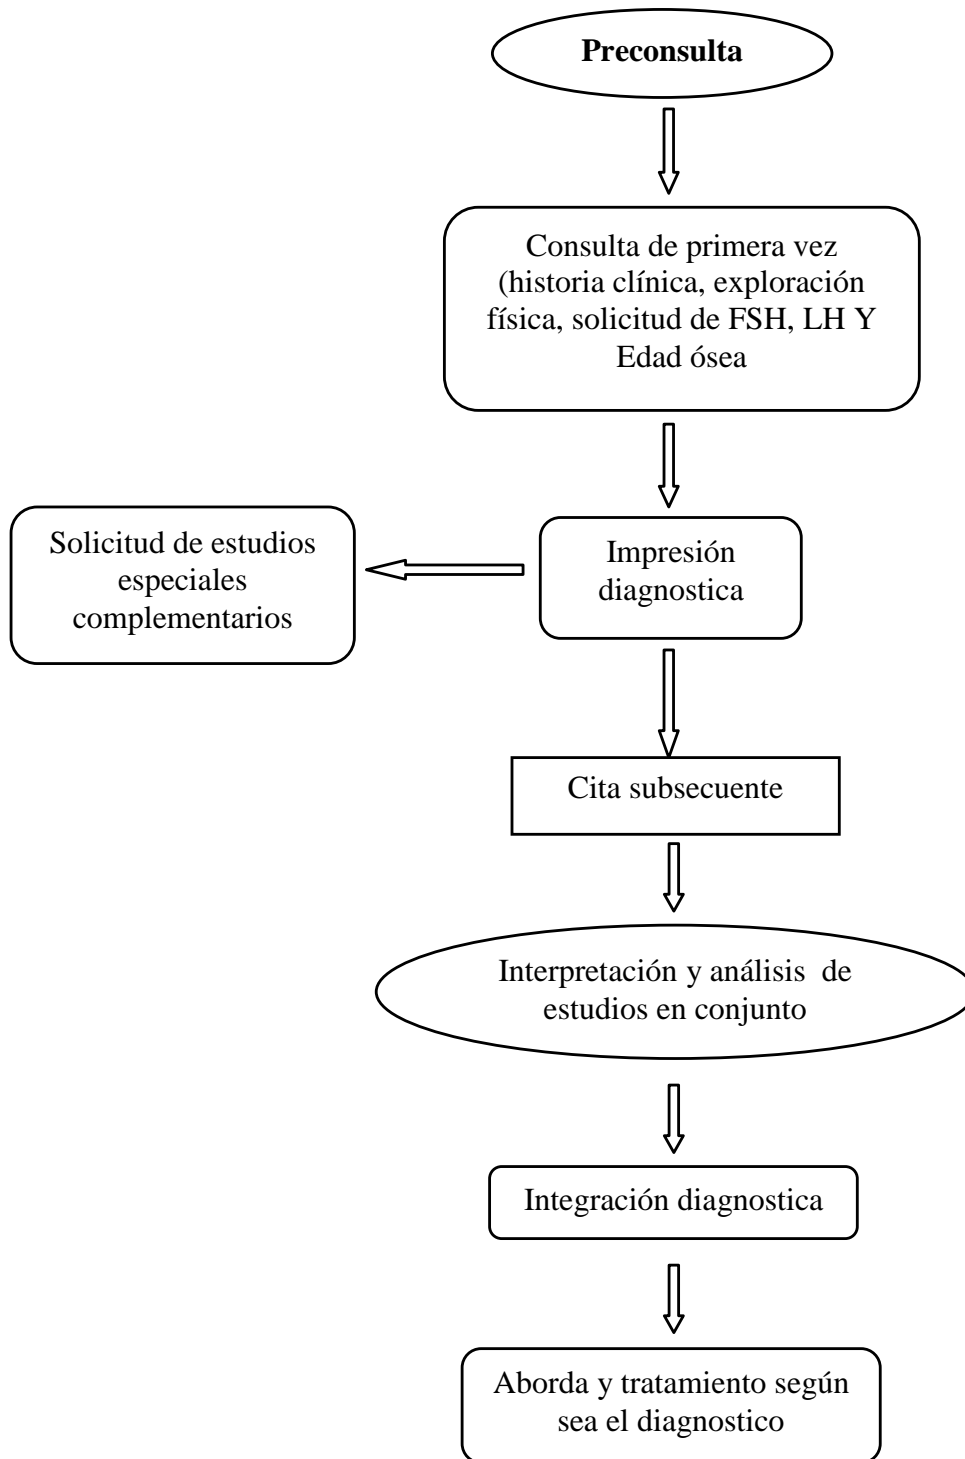 Preconsulta
Consulta de primera vez
(historia clínica, exploración
física, solicitud de FSH, LH Y
Edad ósea
Impresión
diagnostica
Solicitud de estudios
especiales
complementarios
Cita subsecuente
Interpretación y análisis  de
estudios en conjunto
Integración diagnostica
Aborda y tratamiento según
sea el diagnostico